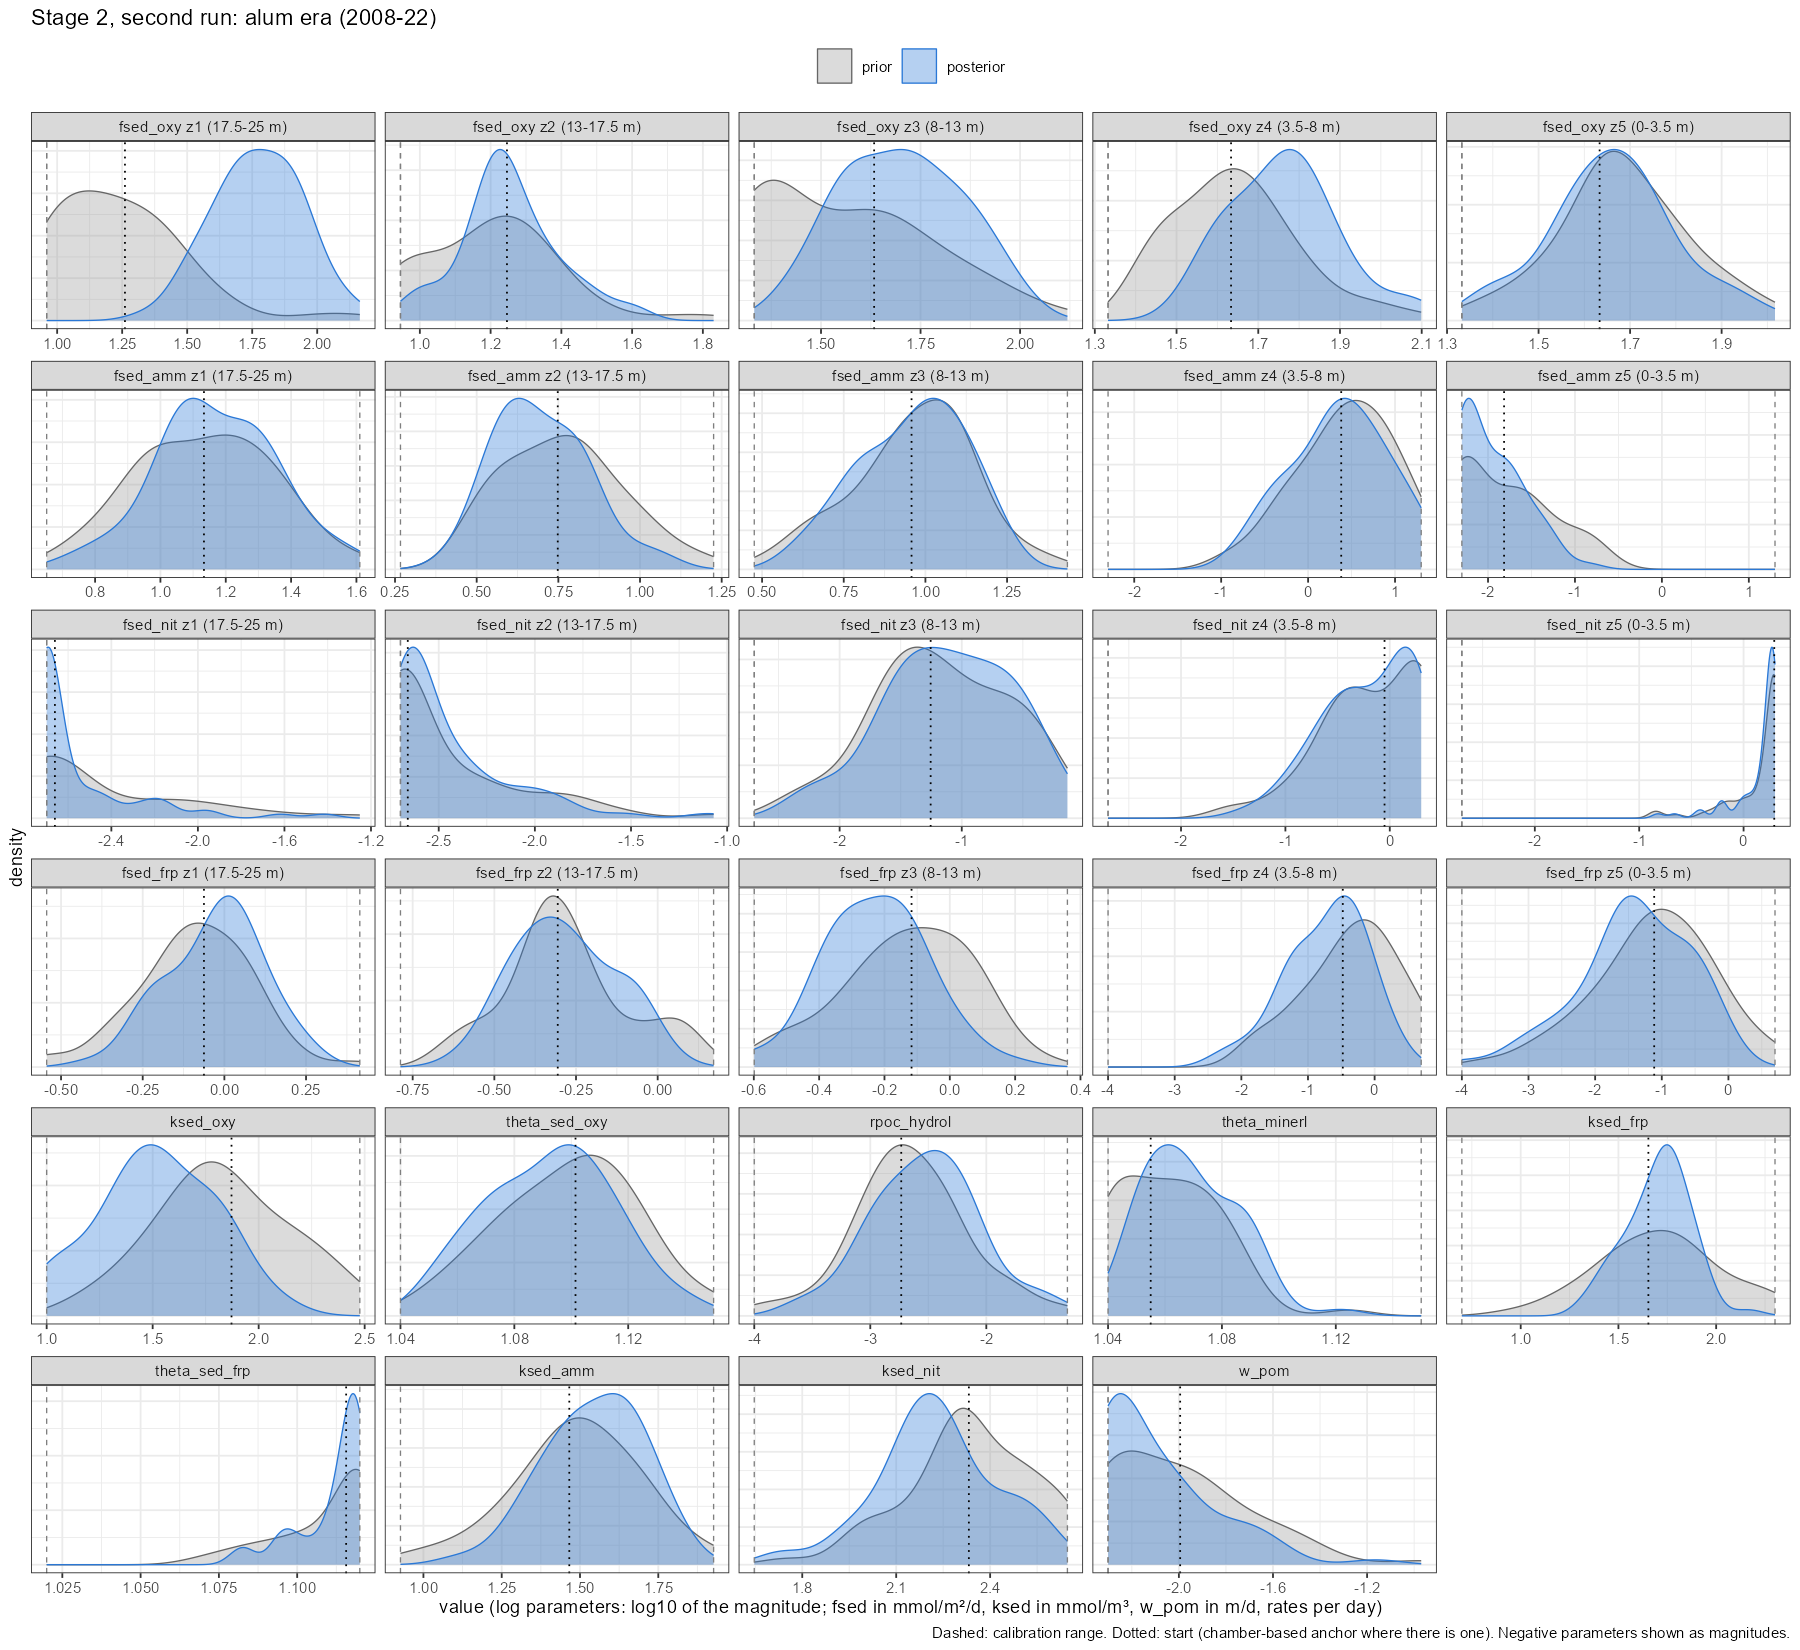 Stage 2, second run: alum era (2008-22)
prior posterior
fsed_oxy z1 (17.5-25 m) fsed_oxy z2 (13-17.5 m) fsed_oxy z3 (8-13 m) fsed_oxy z4 (3.5-8 m) fsed_oxy z5 (0-3.5 m)
1.00 1.25 1.50 1.75 2.00 1.0 1.2 1.4 1.6 1.8 1.50 1.75 2.00 1.3 1.5 1.7 1.9 2.1 1.3 1.5 1.7 1.9
fsed_amm z1 (17.5-25 m) fsed_amm z2 (13-17.5 m) fsed_amm z3 (8-13 m) fsed_amm z4 (3.5-8 m) fsed_amm z5 (0-3.5 m)
0.8 1.0 1.2 1.4 1.6 0.25 0.50 0.75 1.00 1.25 0.50 0.75 1.00 1.25 -2 -1 0 1 -2 -1 0 1
fsed_nit z1 (17.5-25 m) fsed_nit z2 (13-17.5 m) fsed_nit z3 (8-13 m) fsed_nit z4 (3.5-8 m) fsed_nit z5 (0-3.5 m)
-2.4 -2.0 -1.6 -1.2 -2.5 -2.0 -1.5 -1.0 -2 -1 -2 -1 0 -2 -1 0
density
fsed_frp z1 (17.5-25 m) fsed_frp z2 (13-17.5 m) fsed_frp z3 (8-13 m) fsed_frp z4 (3.5-8 m) fsed_frp z5 (0-3.5 m)
-0.50 -0.25 0.00 0.25 -0.75 -0.50 -0.25 0.00 -0.6 -0.4 -0.2 0.0 0.2 0.4 -4 -3 -2 -1 0 -4 -3 -2 -1 0
ksed_oxy theta_sed_oxy rpoc_hydrol theta_minerl ksed_frp
1.0 1.5 2.0 2.5 1.04 1.08 1.12 -4 -3 -2 1.04 1.08 1.12 1.0 1.5 2.0
theta_sed_frp ksed_amm ksed_nit w_pom
1.025 1.050 1.075 1.100 1.00 1.25 1.50 1.75 1.8 2.1 2.4 -2.0 -1.6 -1.2
value (log parameters: log10 of the magnitude; fsed in mmol/m²/d, ksed in mmol/m³, w_pom in m/d, rates per day)
Dashed: calibration range. Dotted: start (chamber-based anchor where there is one). Negative parameters shown as magnitudes.